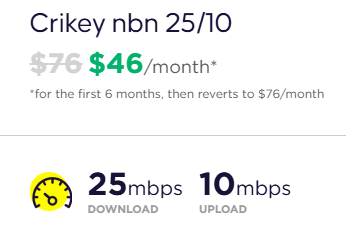 Crikey nbn 25/10
$76 $46/month*
*for the first 6 months, then reverts to $76/month
25mbps 10mbps
DOWNLOAD UPLOAD